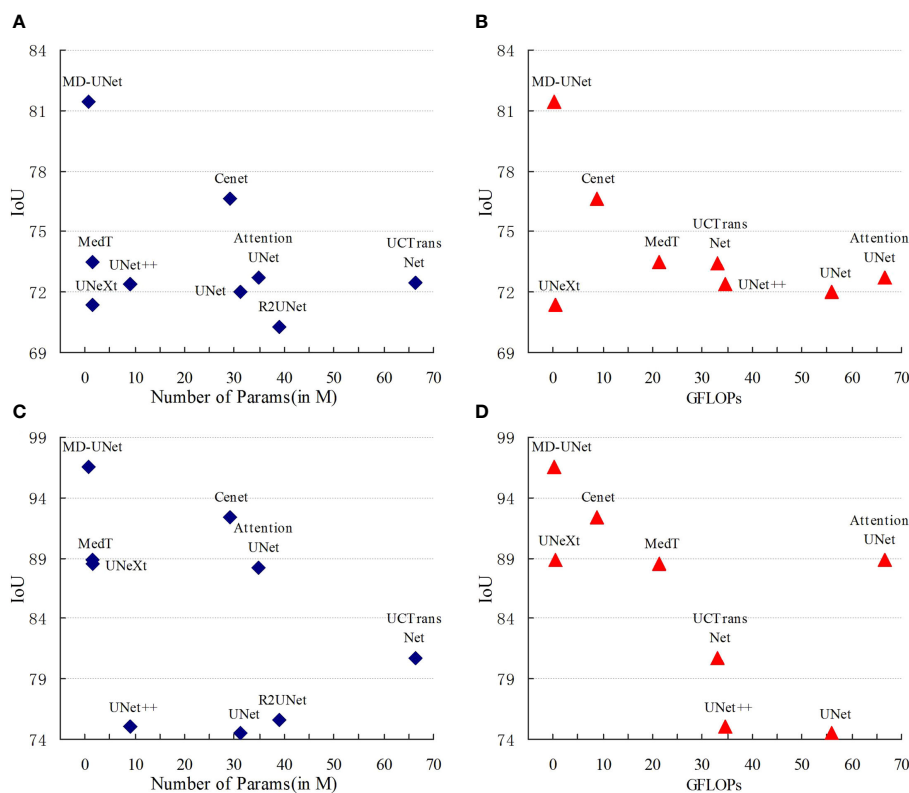 A
84
81
78
75
72
69
IoU
MD-UNet
Cenet
MedT
UNet++
UNeXt
Attention
UNet
UNet
R2UNet
UCTrans
Net
0
10
20
30
40
50
60
70
Number of Params(in M)
B
84
81
78
75
72
69
IoU
MD-UNet
Cenet
UCTrans
Net
MedT
UNet++
UNeXt
Attention
UNet
UNet
0
10
20
30
40
50
60
70
GFLOPs
C
99
94
89
84
79
74
IoU
MD-UNet
Cenet
Attention
UNet
MedT
UNeXt
UCTrans
Net
UNet++
UNet
R2UNet
0
10
20
30
40
50
60
70
Number of Params(in M)
D
99
94
89
84
79
74
IoU
MD-UNet
Cenet
UNeXt
MedT
Attention
UNet
UCTrans
Net
UNet++
UNet
0
10
20
30
40
50
60
70
GFLOPs